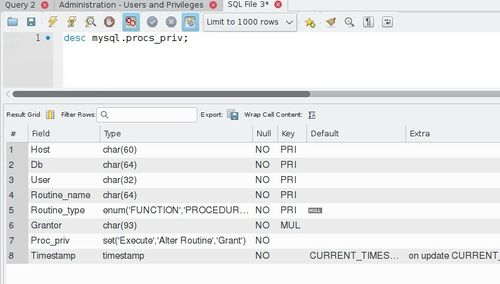 Query 2 Administration - Users and Privileges SQL File 3*
Limit to 1000 rows
1 desc mysql.procs_priv;
Result Grid Filter Rows: Export: Wrap Cell Content:
# Field Type Null Key Default Extra
1 Host char(60) NO PRI
2 Db char(64) NO PRI
3 User char(32) NO PRI
4 Routine_name char(64) NO PRI
5 Routine_type enum('FUNCTION','PROCEDUR... NO PRI NULL
6 Grantor char(93) NO MUL
7 Proc_priv set('Execute','Alter Routine','Grant') NO
8 Timestamp timestamp NO CURRENT_TIMES... on update CURRENT_